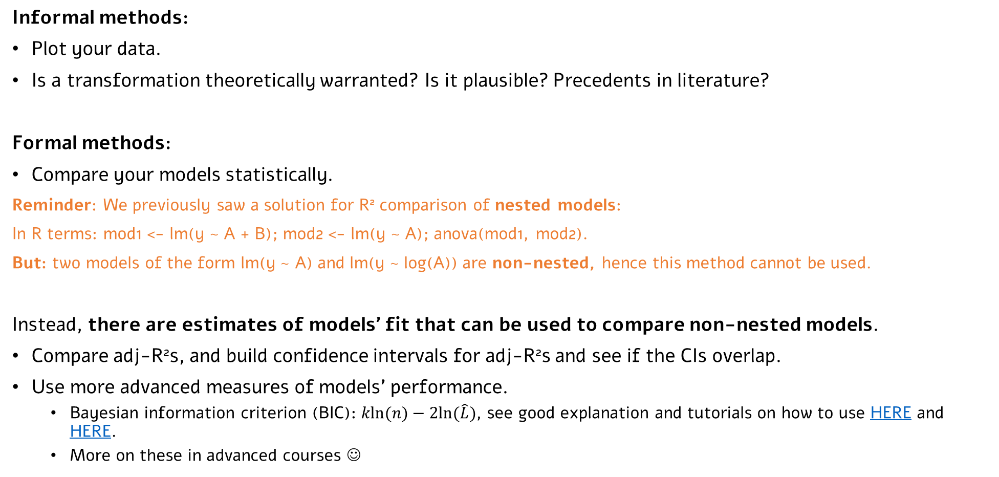 Informal methods:
• Plot your data.
• Is a transformation theoretically warranted? Is it plausible? Precedents in literature?
Formal methods:
• Compare your models statistically.
Reminder: We previously saw a solution for R² comparison of nested models:
In R terms: mod1 <- lm(y ~ A + B); mod2 <- lm(y ~ A); anova(mod1, mod2).
But: two models of the form lm(y ~ A) and lm(y ~ log(A)) are non-nested, hence this method cannot be used.
Instead, there are estimates of models’ fit that can be used to compare non-nested models.
• Compare adj-R²s, and build confidence intervals for adj-R²s and see if the CIs overlap.
• Use more advanced measures of models’ performance.
• Bayesian information criterion (BIC): 𝑘ln(𝑛) − 2ln(𝐿̂), see good explanation and tutorials on how to use HERE and
HERE.
• More on these in advanced courses ☺